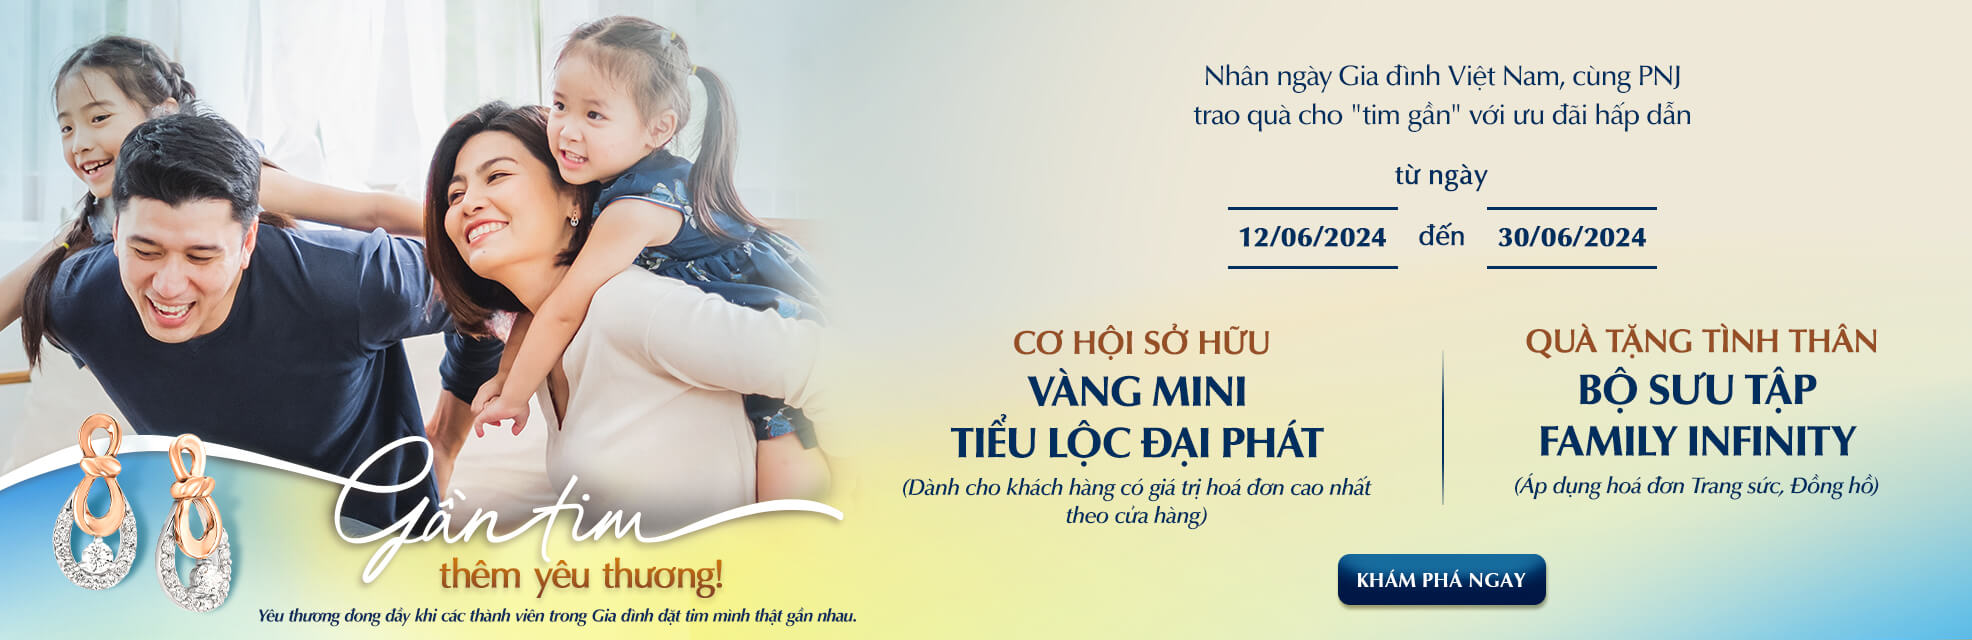 Nhân ngày Gia đình Việt Nam, cùng PNJ
trao quà cho "tim gần" với ưu đãi hấp dẫn
từ ngày
12/06/2024 đến 30/06/2024
CƠ HỘI SỞ HỮU
VÀNG MINI
TIỂU LỘC ĐẠI PHÁT
(Dành cho khách hàng có giá trị hoá đơn cao nhất
theo cửa hàng)
QUÀ TẶNG TÌNH THÂN
BỘ SƯU TẬP
FAMILY INFINITY
(Áp dụng hoá đơn Trang sức, Đồng hồ)
KHÁM PHÁ NGAY
Gần tim
thêm yêu thương!
Yêu thương dong đầy khi các thành viên trong Gia đình đặt tim mình thật gần nhau.